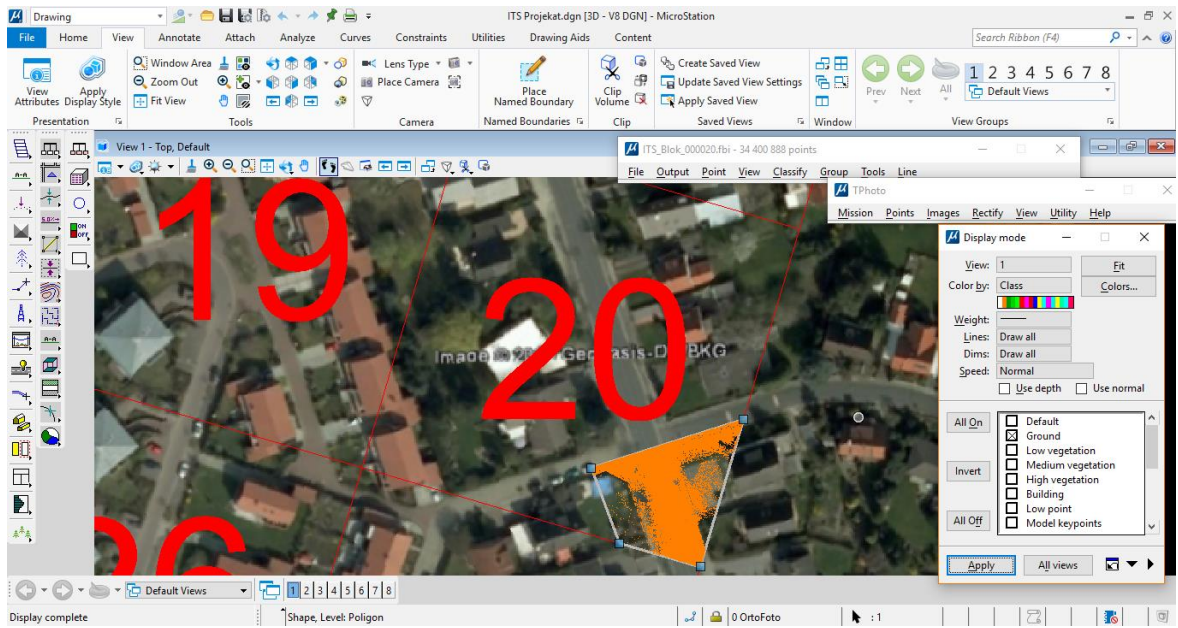 Drawing
ITS Projekat.dgn [3D - V8 DGN] - MicroStation
File Home View Annotate Attach Analyze Curves Constraints Utilities Drawing Aids Content
Search Ribbon (F4)
View Attributes
Apply Display Style
Presentation
Window Area
Zoom Out
Fit View
Tools
Lens Type
Place Camera
Camera
Place Named Boundary
Named Boundaries
Clip Volume
Clip
Create Saved View
Update Saved View Settings
Apply Saved View
Saved Views
Window
Prev Next All
1 2 3 4 5 6 7 8
Default Views
View Groups
View 1 - Top, Default
ITS_Blok_000020.fbi - 34 400 888 points
File Output Point View Classify Group Tools Line
TPhoto
Mission Points Images Rectify View Utility Help
Display mode
View: 1 Fit
Color by: Class Colors...
Weight:
Lines: Draw all
Dims: Draw all
Speed: Normal
Use depth Use normal
All On
Invert
All Off
Default
Ground
Low vegetation
Medium vegetation
High vegetation
Building
Low point
Model keypoints
Apply All views
19
20
26
ON
OFF
A-A
A-A
Default Views 1 2 3 4 5 6 7 8
Display complete
Shape, Level: Poligon
0 OrtoFoto
: 1